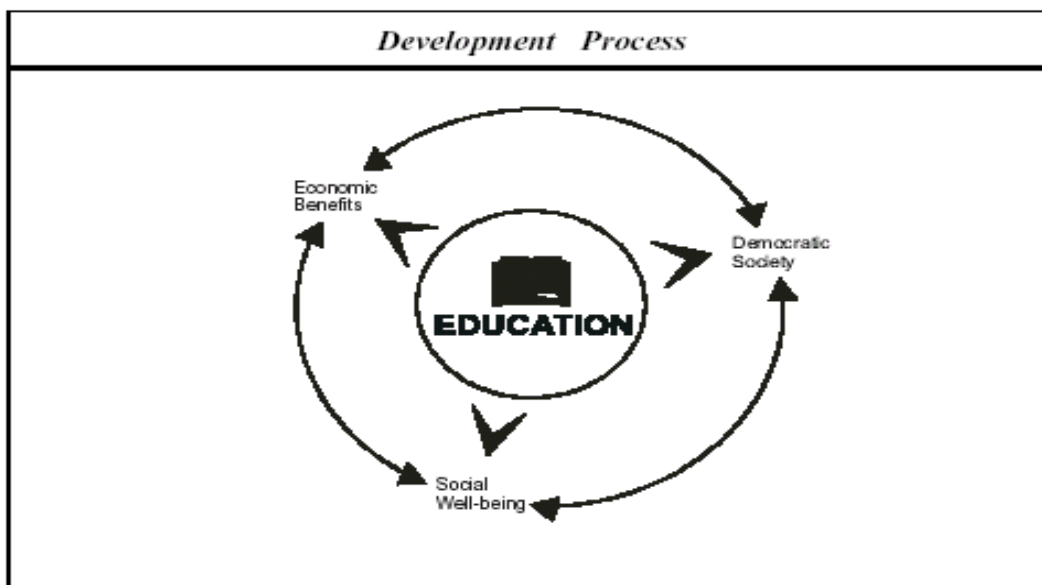 Development Process
Economic
Benefits
Democratic
Society
EDUCATION
Social
Well-being